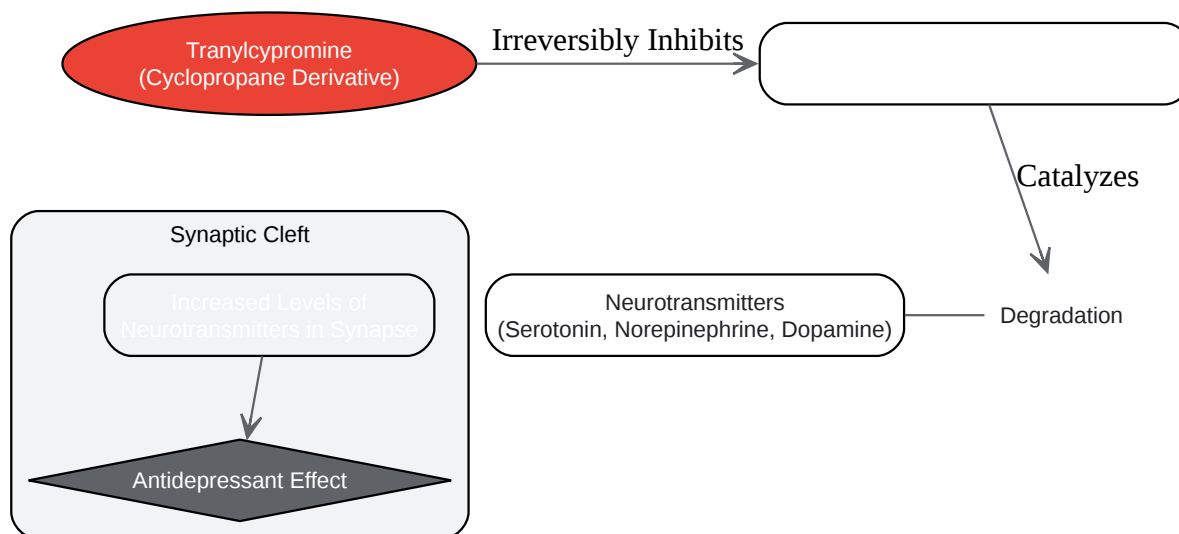 Tranylcypromine
(Cyclopropane Derivative)
Irreversibly Inhibits
Catalyzes
Synaptic Cleft
Increased Levels of
Neurotransmitters in Synapse
Neurotransmitters
(Serotonin, Norepinephrine, Dopamine)
Degradation
Antidepressant Effect